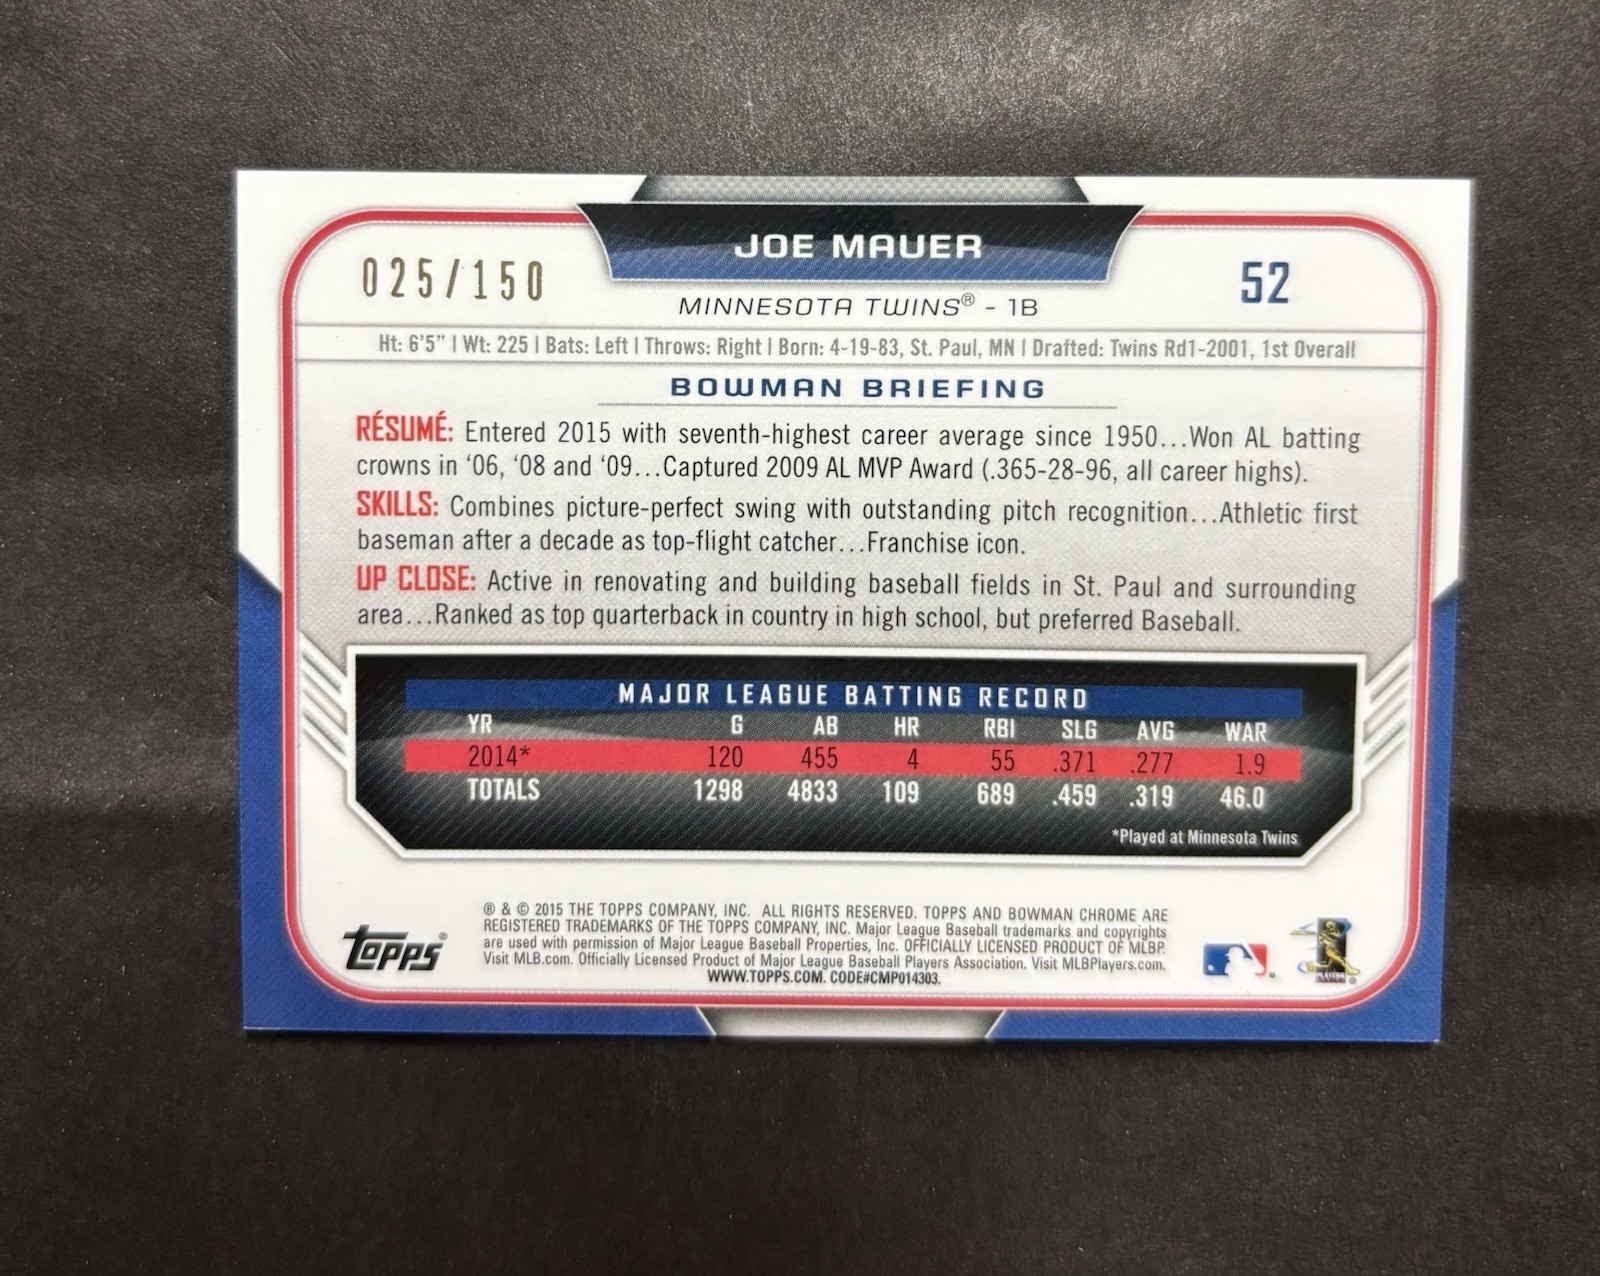 JOE MAUER
025/150
52
MINNESOTA TWINS® - 1B
Ht: 6'5" | Wt: 225 | Bats: Left | Throws: Right | Born: 4-19-83, St. Paul, MN | Drafted: Twins Rd1-2001, 1st Overall
BOWMAN BRIEFING
RÉSUMÉ: Entered 2015 with seventh-highest career average since 1950...Won AL batting
crowns in '06, '08 and '09...Captured 2009 AL MVP Award (.365-28-96, all career highs).
SKILLS: Combines picture-perfect swing with outstanding pitch recognition...Athletic first
baseman after a decade as top-flight catcher...Franchise icon.
UP CLOSE: Active in renovating and building baseball fields in St. Paul and surrounding
area...Ranked as top quarterback in country in high school, but preferred Baseball.
MAJOR LEAGUE BATTING RECORD
YR G AB HR RBI SLG AVG WAR
2014* 120 455 4 55 .371 .277 1.9
TOTALS 1298 4833 109 689 .459 .319 46.0
*Played at Minnesota Twins
® & © 2015 THE TOPPS COMPANY, INC. ALL RIGHTS RESERVED. TOPPS AND BOWMAN CHROME ARE
REGISTERED TRADEMARKS OF THE TOPPS COMPANY, INC. Major League Baseball trademarks and copyrights
are used with permission of Major League Baseball Properties, Inc. OFFICIALLY LICENSED PRODUCT OF MLBP.
Visit MLB.com. Officially Licensed Product of Major League Baseball Players Association. Visit MLBPlayers.com.
WWW.TOPPS.COM. CODE#CMP014303.
topps®